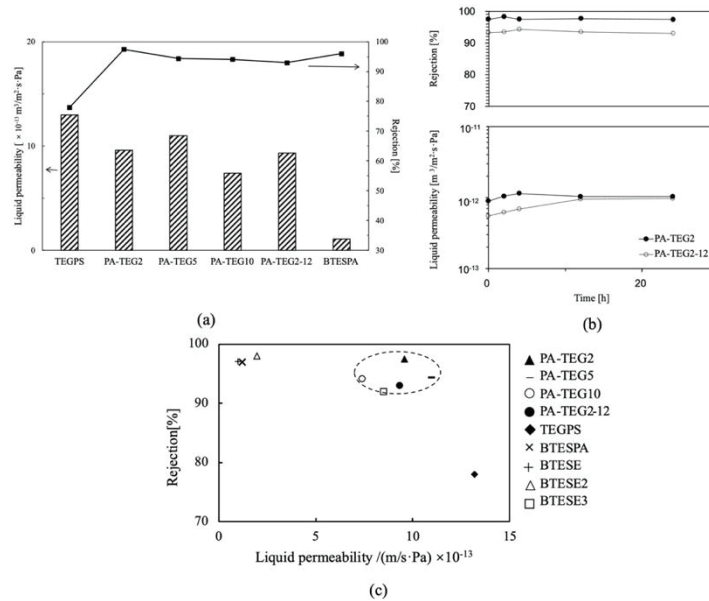 (a)
20
10
0
Liquid permeability [ × 10⁻¹³ m³/m²·s·Pa]
100
90
80
70
60
50
40
30
Rejection [%]
TEGPS PA-TEG2 PA-TEG5 PA-TEG10 PA-TEG2-12 BTESPA
(a)
(b)
100
90
80
70
Rejection [%]
10⁻¹¹
10⁻¹²
10⁻¹³
Liquid permeability [m³/m²·s·Pa]
PA-TEG2
PA-TEG2-12
0 20
Time [h]
(b)
100
90
80
70
Rejection[%]
0 5 10 15
Liquid permeability /(m/s·Pa) ×10⁻¹³
PA-TEG2
PA-TEG5
PA-TEG10
PA-TEG2-12
TEGPS
BTESPA
BTESE
BTESE2
BTESE3
(c)